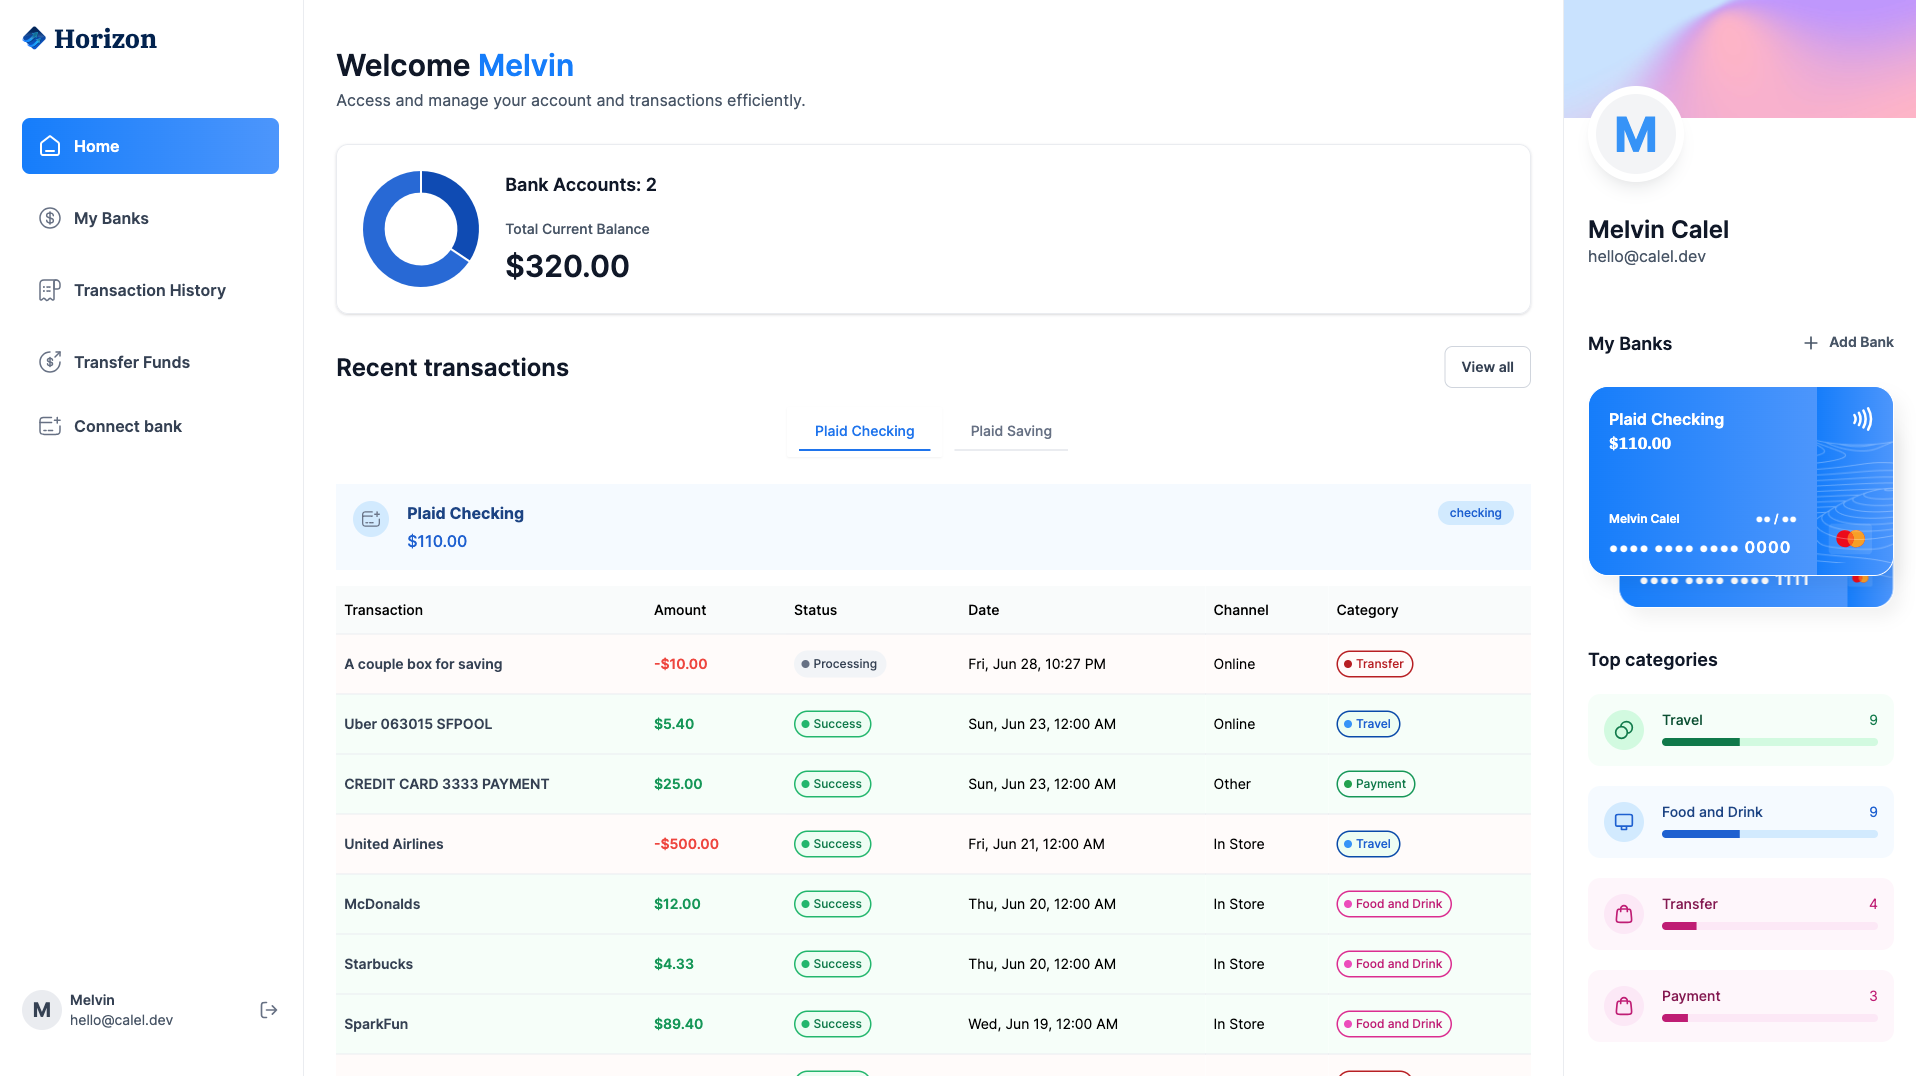 Horizon
Home
My Banks
Transaction History
Transfer Funds
Connect bank
M
Melvin
hello@calel.dev
Welcome Melvin
Access and manage your account and transactions efficiently.
Bank Accounts: 2
Total Current Balance
$320.00
Recent transactions
View all
Plaid Checking Plaid Saving
Plaid Checking
$110.00
checking
Transaction Amount Status Date Channel Category
A couple box for saving -$10.00 Processing Fri, Jun 28, 10:27 PM Online Transfer
Uber 063015 SFPOOL $5.40 Success Sun, Jun 23, 12:00 AM Online Travel
CREDIT CARD 3333 PAYMENT $25.00 Success Sun, Jun 23, 12:00 AM Other Payment
United Airlines -$500.00 Success Fri, Jun 21, 12:00 AM In Store Travel
McDonalds $12.00 Success Thu, Jun 20, 12:00 AM In Store Food and Drink
Starbucks $4.33 Success Thu, Jun 20, 12:00 AM In Store Food and Drink
SparkFun $89.40 Success Wed, Jun 19, 12:00 AM In Store Food and Drink
M
Melvin Calel
hello@calel.dev
My Banks
+ Add Bank
Plaid Checking
$110.00
Melvin Calel ●● / ●●
●●●● ●●●● ●●●● 0000
●●●● ●●●● ●●●● 1111
Top categories
Travel 9
Food and Drink 9
Transfer 4
Payment 3